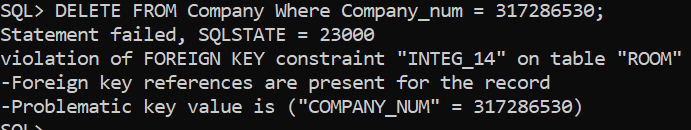 SQL> DELETE FROM Company Where Company_num = 317286530;
Statement failed, SQLSTATE = 23000
violation of FOREIGN KEY constraint "INTEG_14" on table "ROOM"
-Foreign key references are present for the record
-Problematic key value is ("COMPANY_NUM" = 317286530)
SQL>